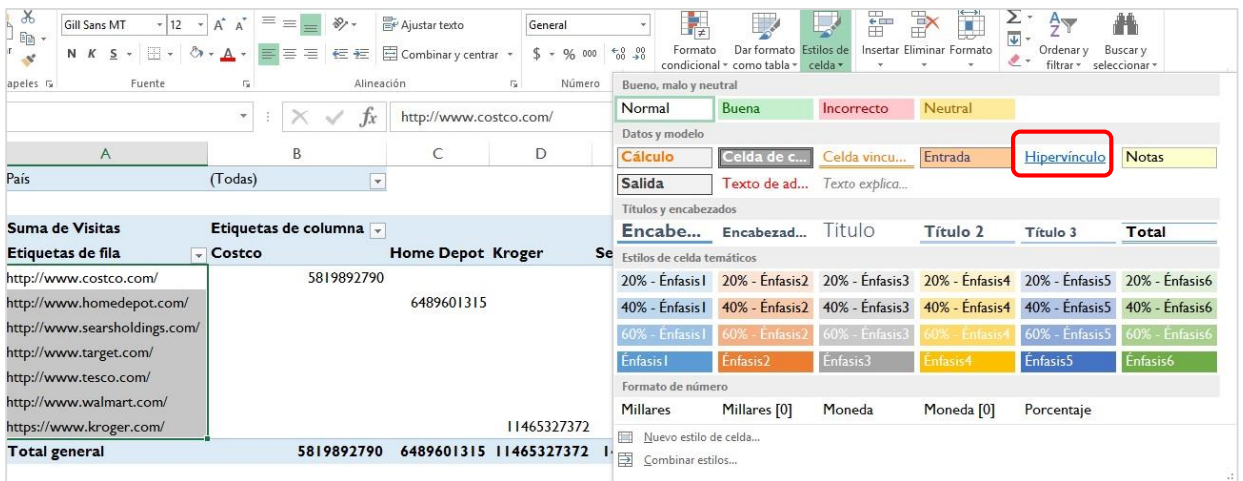 Gill Sans MT 12 A A Ajustar texto General
N K S A Combinar y centrar $ % 000
Formato condicional Dar formato como tabla Estilos de celda Insertar Eliminar Formato Ordenar y filtrar Buscar y seleccionar
apeles Fuente Alineación Número
fx http://www.costco.com/
A B C D
País (Todas)
Suma de Visitas Etiquetas de columna
Etiquetas de fila Costco Home Depot Kroger Se
http://www.costco.com/ 5819892790
http://www.homedepot.com/ 6489601315
http://www.searsholdings.com/
http://www.target.com/
http://www.tesco.com/
http://www.walmart.com/
https://www.kroger.com/ 11465327372
Total general 5819892790 6489601315 11465327372
Bueno, malo y neutral
Normal Buena Incorrecto Neutral
Datos y modelo
Cálculo Celda de c... Celda vincu... Entrada Hipervínculo Notas
Salida Texto de ad... Texto explica...
Títulos y encabezados
Encabe... Encabezad... Título Título 2 Título 3 Total
Estilos de celda temáticos
20% - Énfasis1 20% - Énfasis2 20% - Énfasis3 20% - Énfasis4 20% - Énfasis5 20% - Énfasis6
40% - Énfasis1 40% - Énfasis2 40% - Énfasis3 40% - Énfasis4 40% - Énfasis5 40% - Énfasis6
60% - Énfasis1 60% - Énfasis2 60% - Énfasis3 60% - Énfasis4 60% - Énfasis5 60% - Énfasis6
Énfasis1 Énfasis2 Énfasis3 Énfasis4 Énfasis5 Énfasis6
Formato de número
Millares Millares [0] Moneda Moneda [0] Porcentaje
Nuevo estilo de celda...
Combinar estilos...